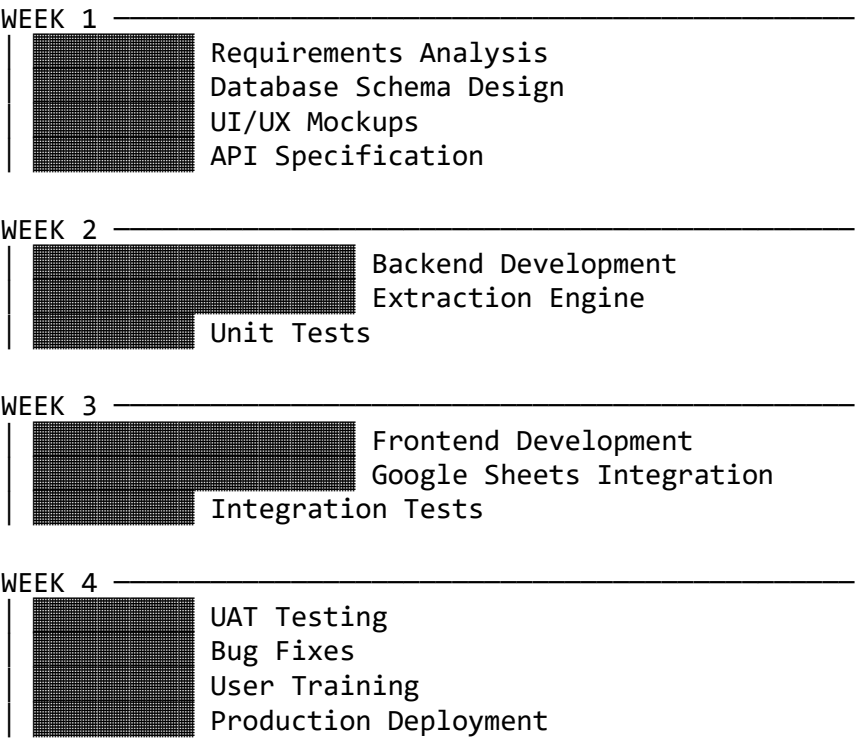 WEEK 1
Requirements Analysis
Database Schema Design
UI/UX Mockups
API Specification
WEEK 2
Backend Development
Extraction Engine
Unit Tests
WEEK 3
Frontend Development
Google Sheets Integration
Integration Tests
WEEK 4
UAT Testing
Bug Fixes
User Training
Production Deployment